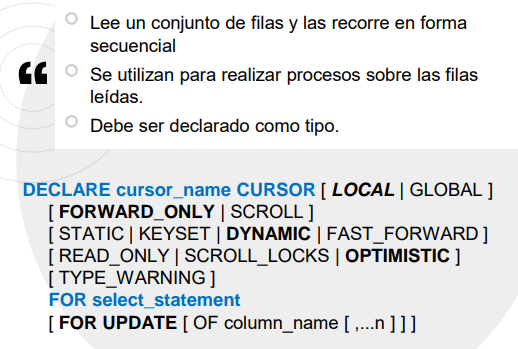 Lee un conjunto de filas y las recorre en forma
secuencial
“
Se utilizan para realizar procesos sobre las filas
leídas.
Debe ser declarado como tipo.
DECLARE cursor_name CURSOR [ LOCAL | GLOBAL ]
[ FORWARD_ONLY | SCROLL ]
[ STATIC | KEYSET | DYNAMIC | FAST_FORWARD ]
[ READ_ONLY | SCROLL_LOCKS | OPTIMISTIC ]
[ TYPE_WARNING ]
FOR select_statement
[ FOR UPDATE [ OF column_name [ ,...n ] ] ]